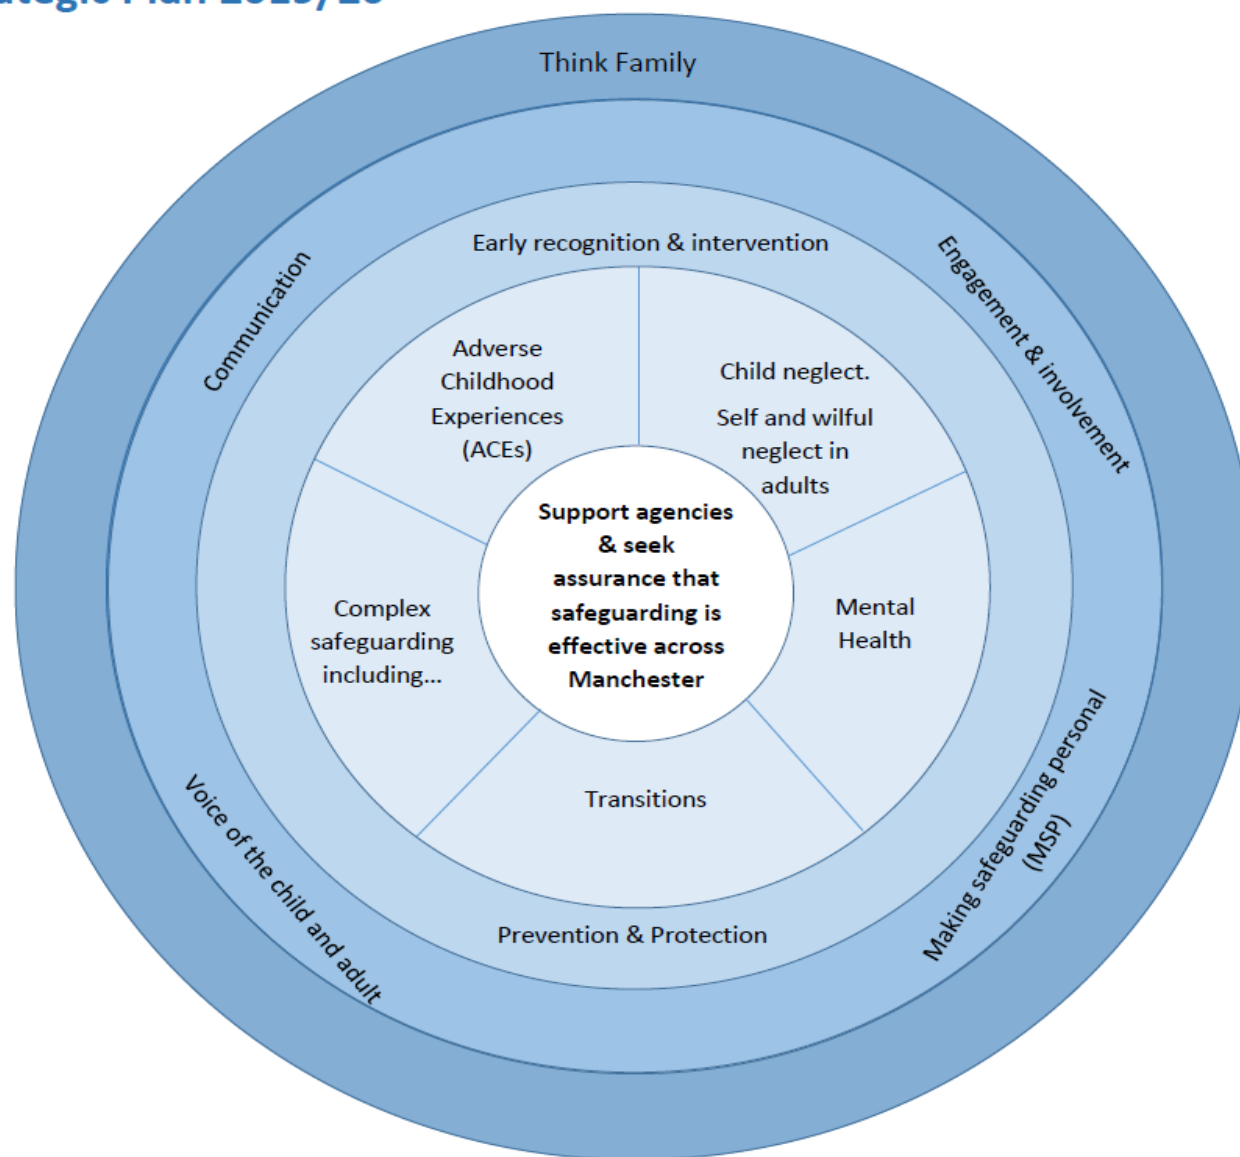 Plan
Think Family
Early recognition & intervention
Communication
Engagement & involvement
Adverse
Childhood
Experiences
(ACEs)
Child neglect.
Self and wilful
neglect in
adults
Support agencies
& seek
assurance that
safeguarding is
effective across
Manchester
Complex
safeguarding
including...
Mental
Health
Transitions
Prevention & Protection
Voice of the child and adult
Making safeguarding personal
(MSP)